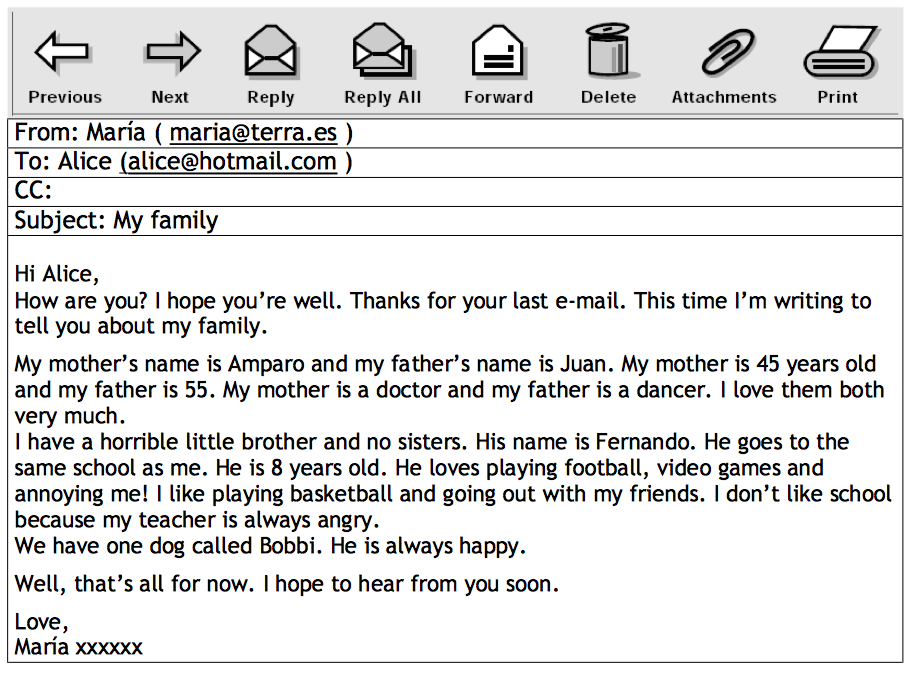 Previous Next Reply Reply All Forward Delete Attachments Print
From: María ( maria@terra.es )
To: Alice (alice@hotmail.com )
CC:
Subject: My family
Hi Alice,
How are you? I hope you’re well. Thanks for your last e-mail. This time I’m writing to
tell you about my family.
My mother’s name is Amparo and my father’s name is Juan. My mother is 45 years old
and my father is 55. My mother is a doctor and my father is a dancer. I love them both
very much.
I have a horrible little brother and no sisters. His name is Fernando. He goes to the
same school as me. He is 8 years old. He loves playing football, video games and
annoying me! I like playing basketball and going out with my friends. I don’t like school
because my teacher is always angry.
We have one dog called Bobbi. He is always happy.
Well, that’s all for now. I hope to hear from you soon.
Love,
María xxxxxx